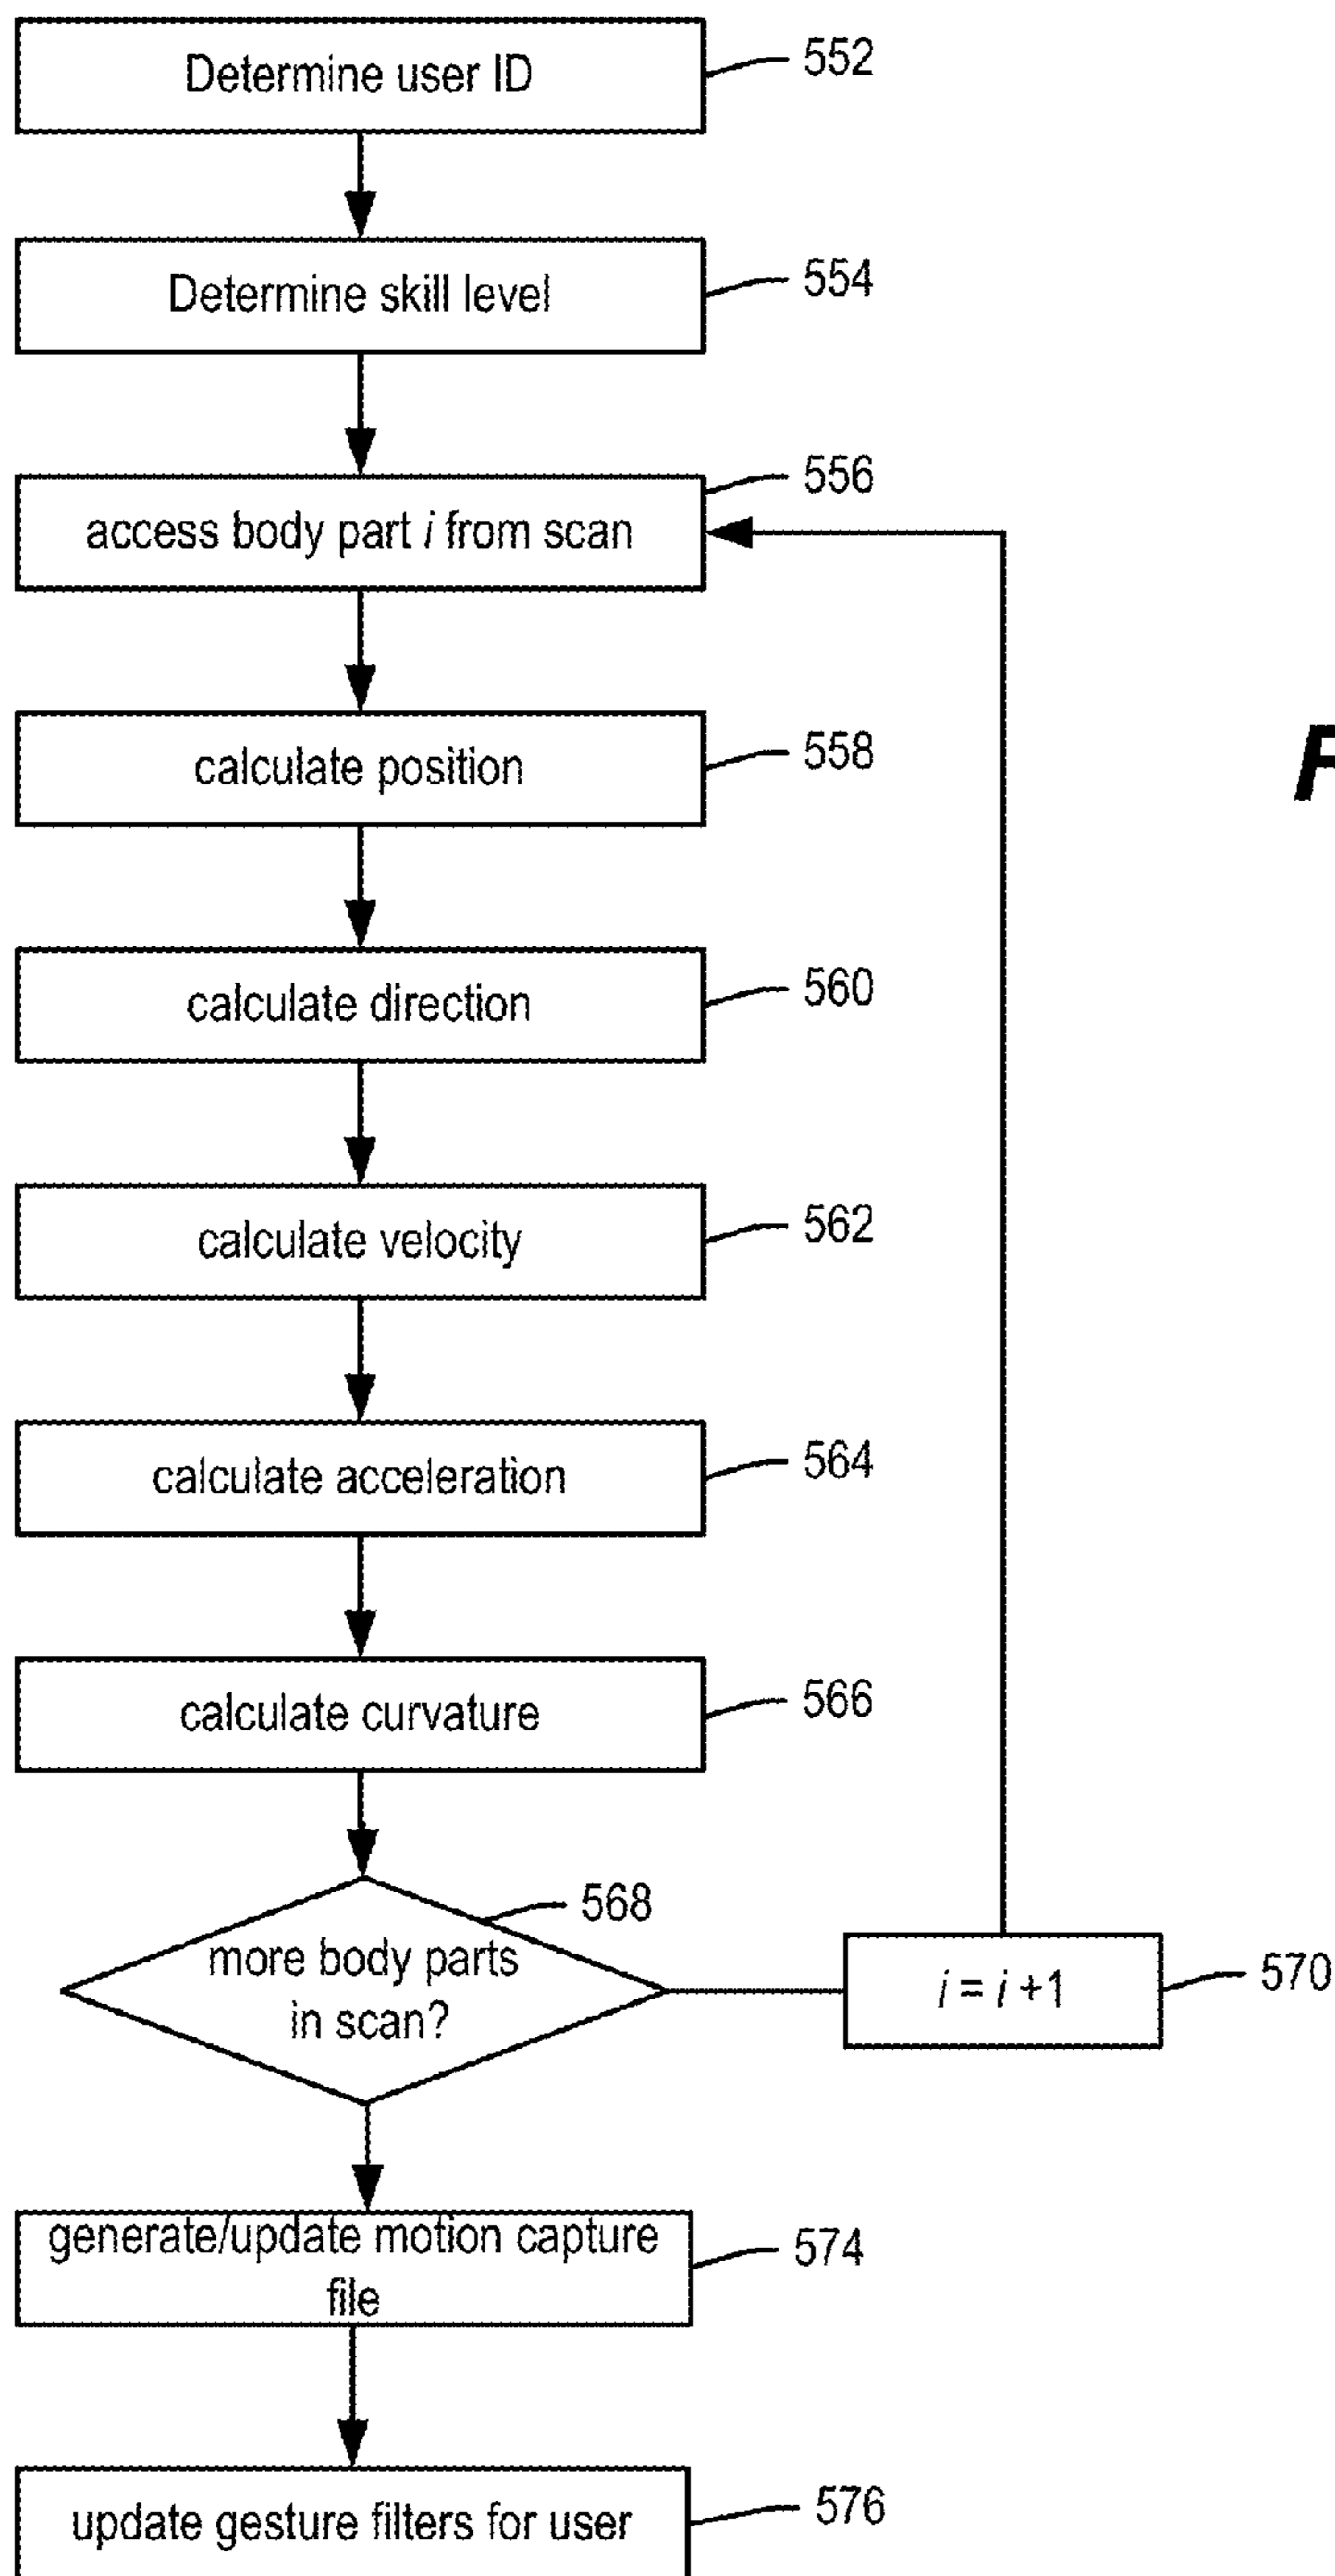 Determine user ID
552
Determine skill level
554
556
access body part i from scan
calculate position
558
F
calculate direction
560
calculate velocity
562
calculate acceleration
564
calculate curvature
566
568
more body parts
in scan?
i = i +1
570
generate/update motion capture
file
574
update gesture filters for user
576